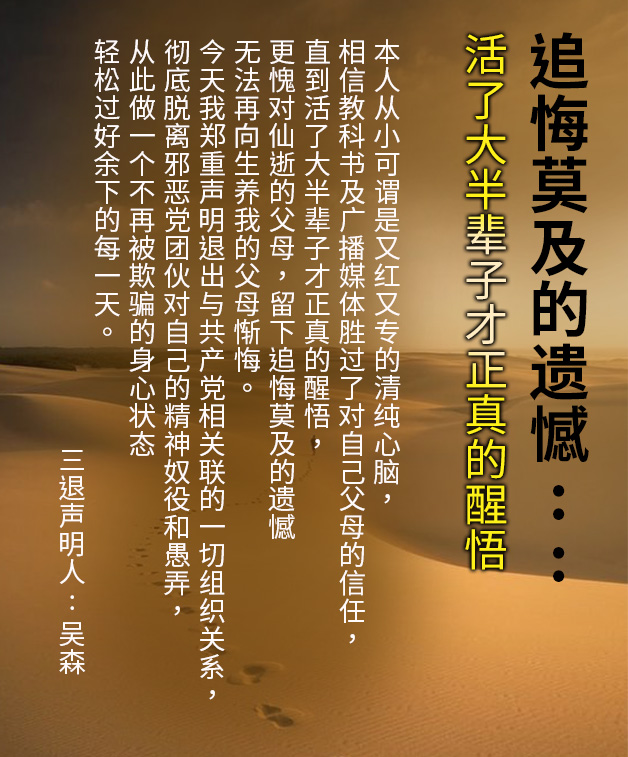 追悔莫及的遗憾：：
活了大半辈子才正真的醒悟
本人从小可谓是又红又专的清纯心脑，
相信教科书及广播媒体胜过了对自己父母的信任，
直到活了大半辈子才正真的醒悟，
更愧对仙逝的父母，留下追悔莫及的遗憾
无法再向生养我的父母惭悔。
今天我郑重声明退出与共产党相关联的一切组织关系，
彻底脱离邪恶党团伙对自己的精神奴役和愚弄，
从此做一个不再被欺骗的身心状态
轻松过好余下的每一天。
三退声明人：吴森